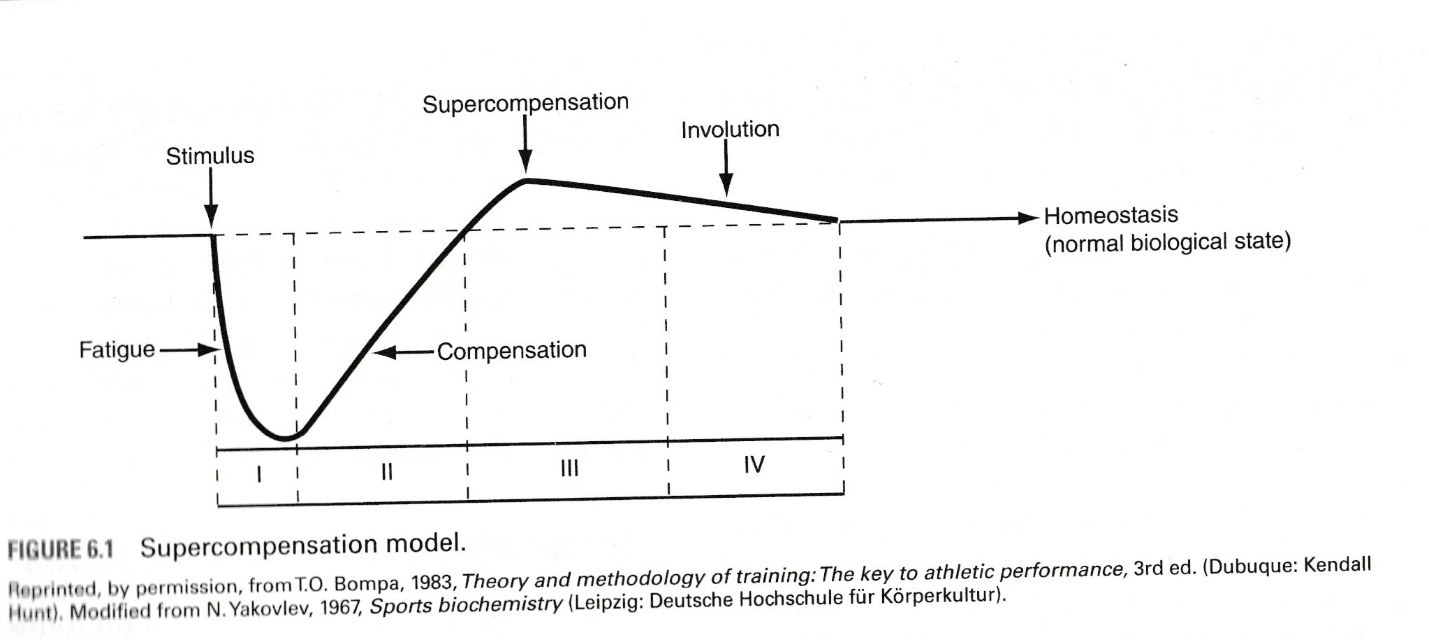 Supercompensation
Involution
Stimulus
Homeostasis
(normal biological state)
Fatigue
Compensation
I
II
III
IV
FIGURE 6.1 Supercompensation model.
Reprinted, by permission, from T.O. Bompa, 1983, Theory and methodology of training: The key to athletic performance, 3rd ed. (Dubuque: Kendall
Hunt). Modified from N. Yakovlev, 1967, Sports biochemistry (Leipzig: Deutsche Hochschule für Körperkultur).